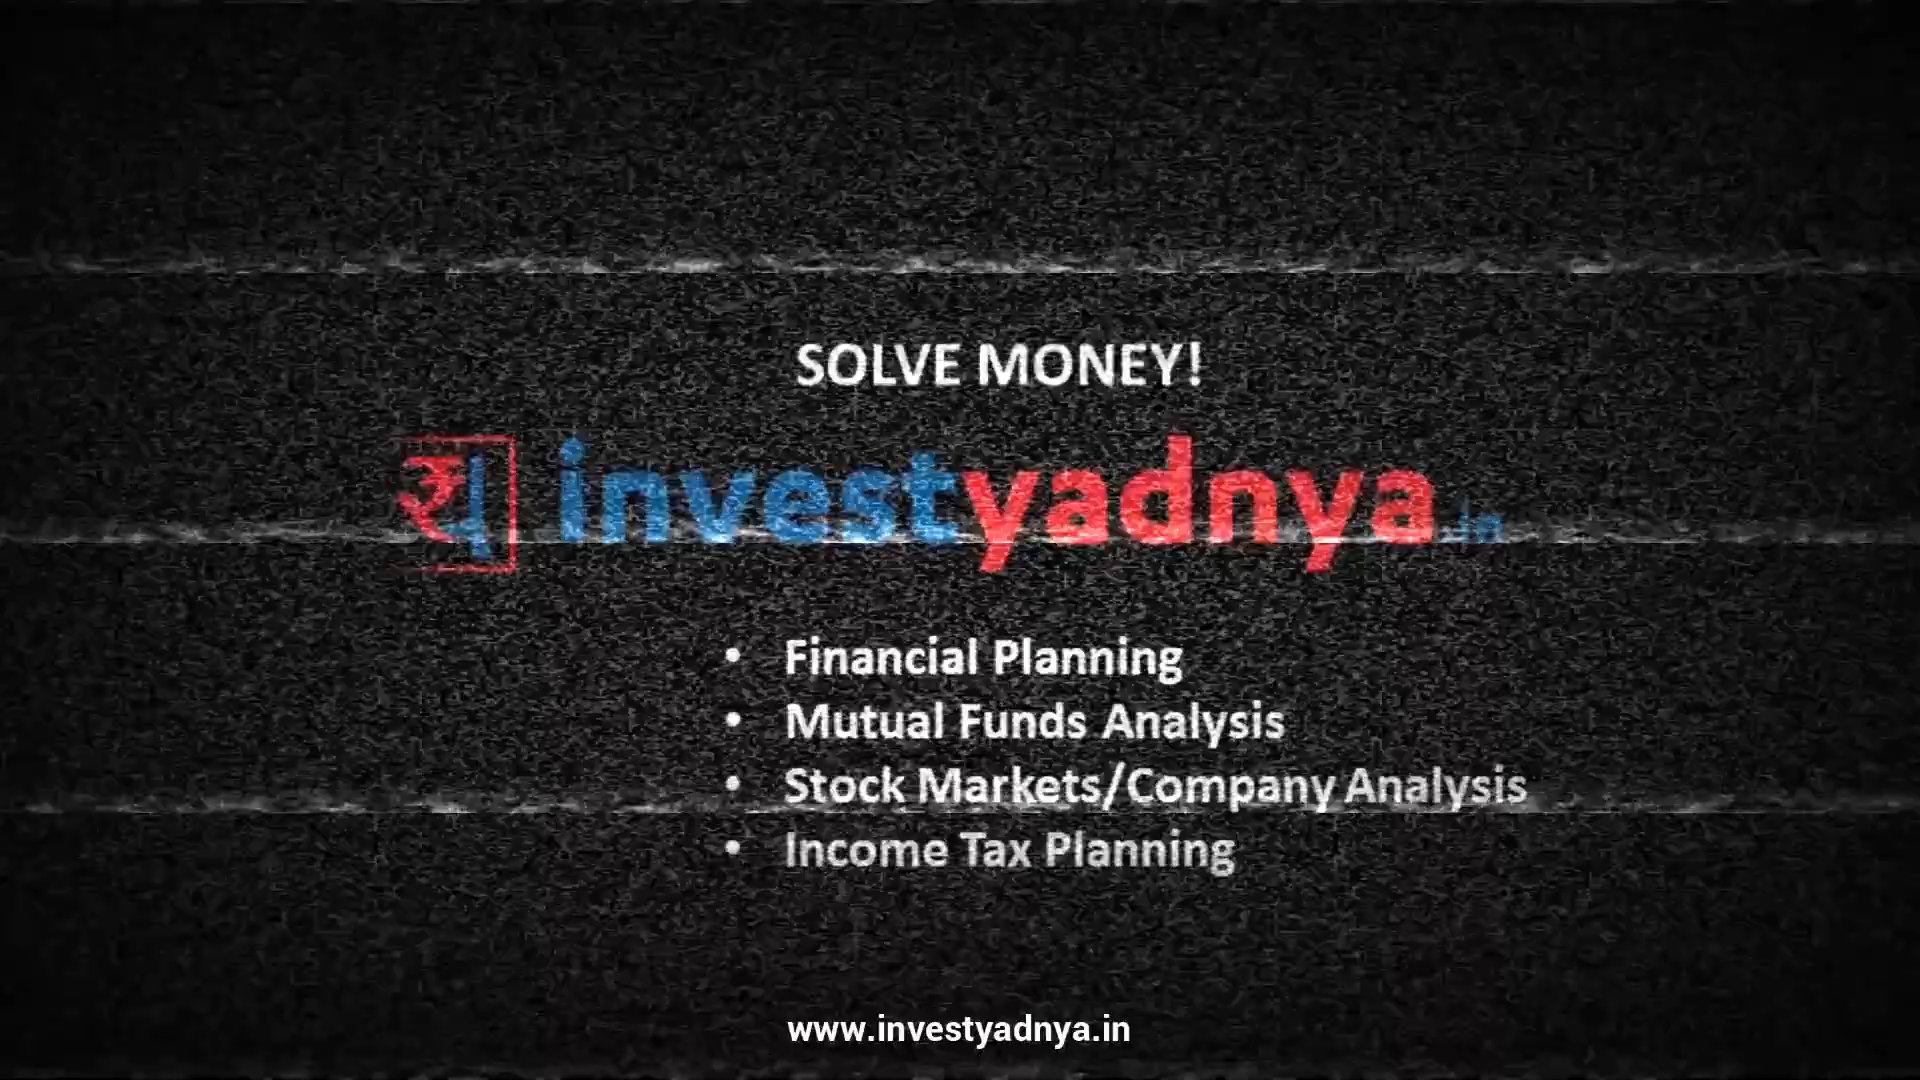 SOLVE MONEY!
य investyadnya.in
• Financial Planning
• Mutual Funds Analysis
• Stock Markets/Company Analysis
• Income Tax Planning
www.investyadnya.in